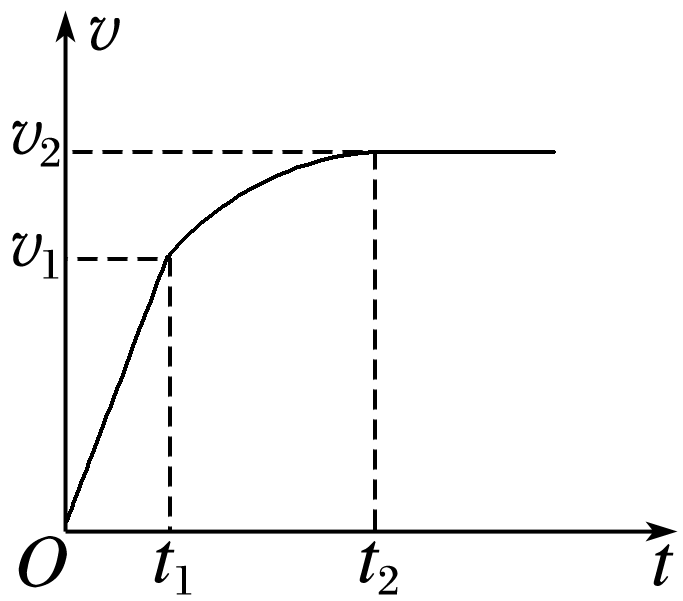 v
v₂
v₁
O t₁ t₂ t